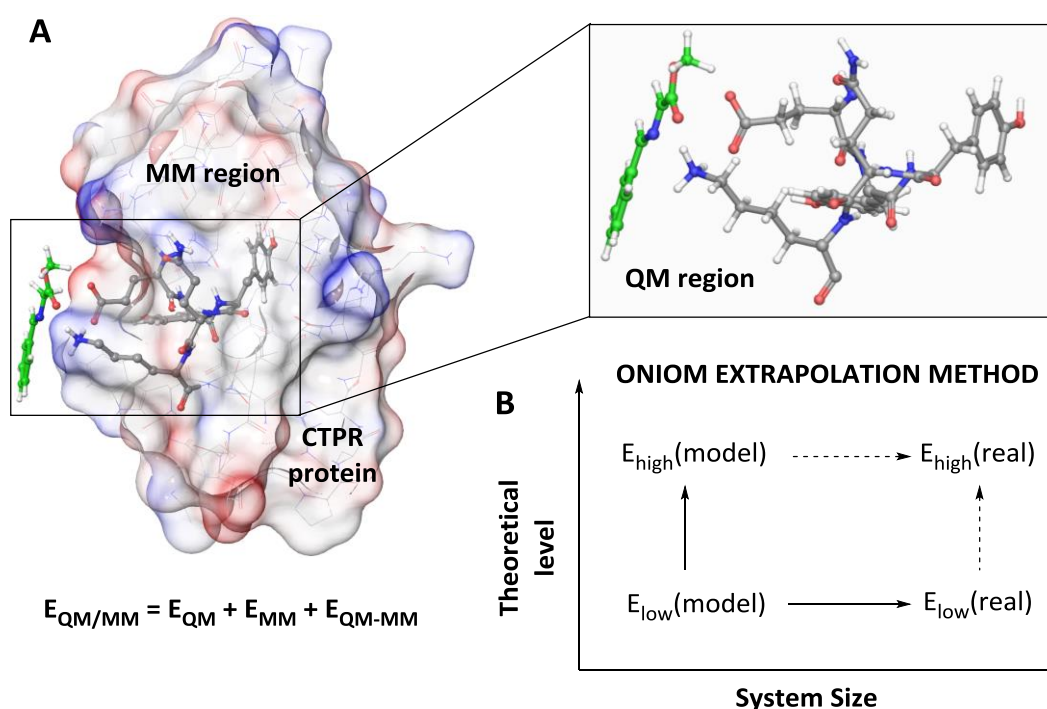 A
MM region
QM region
CTPR
protein
E_QM/MM = E_QM + E_MM + E_QM-MM
B
ONIOM EXTRAPOLATION METHOD
E_high(model)
E_high(real)
E_low(model)
E_low(real)
Theoretical
level
System Size